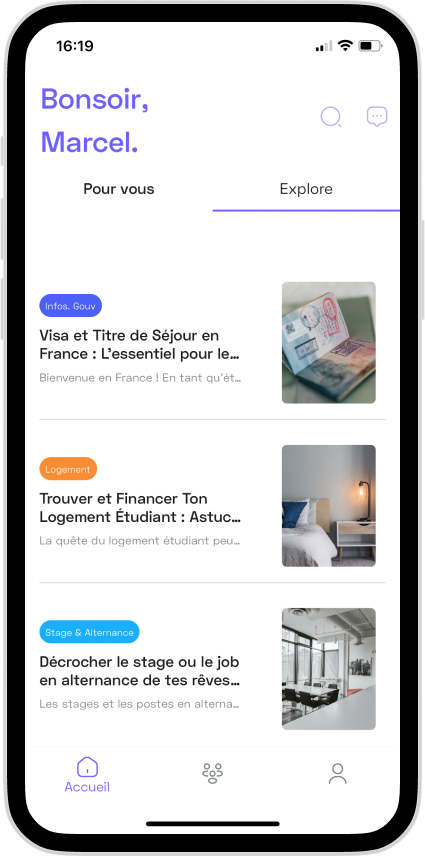 16:19
Bonsoir,
Marcel.
Pour vous
Explore
Infos. Gouv
Visa et Titre de Séjour en
France : L'essentiel pour le…
Bienvenue en France ! En tant qu'ét…
Logement
Trouver et Financer Ton
Logement Étudiant : Astuc…
La quête du logement étudiant peu…
Stage & Alternance
Décrocher le stage ou le job
en alternance de tes rêves…
Les stages et les postes en alterna…
Accueil